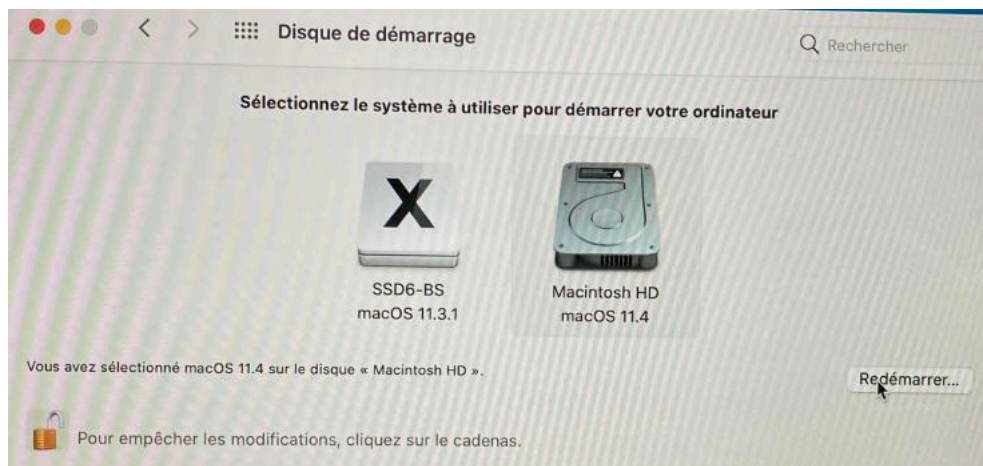 Disque de démarrage
Rechercher
Sélectionnez le système à utiliser pour démarrer votre ordinateur
X
SSD6-BS
macOS 11.3.1
Macintosh HD
macOS 11.4
Vous avez sélectionné macOS 11.4 sur le disque « Macintosh HD ».
Redémarrer...
Pour empêcher les modifications, cliquez sur le cadenas.